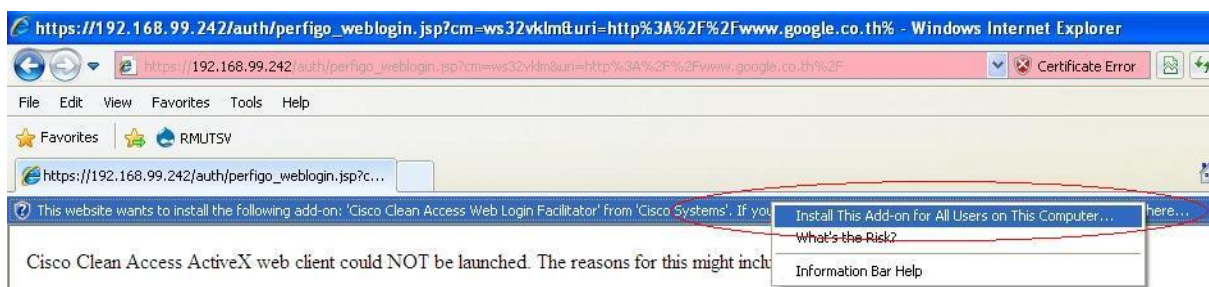 https://192.168.99.242/auth/perfigo_weblogin.jsp?cm=ws32vklm&uri=http%3A%2F%2Fwww.google.co.th% - Windows Internet Explorer
https://192.168.99.242/auth/perfigo_weblogin.jsp?cm=ws32vklm&uri=http%3A%2F%2Fwww.google.co.th%2F Certificate Error
File Edit View Favorites Tools Help
Favorites RMUTSV
https://192.168.99.242/auth/perfigo_weblogin.jsp?c...
This website wants to install the following add-on: 'Cisco Clean Access Web Login Facilitator' from 'Cisco Systems'. If you here...
Install This Add-on for All Users on This Computer...
What's the Risk?
Information Bar Help
Cisco Clean Access ActiveX web client could NOT be launched. The reasons for this might